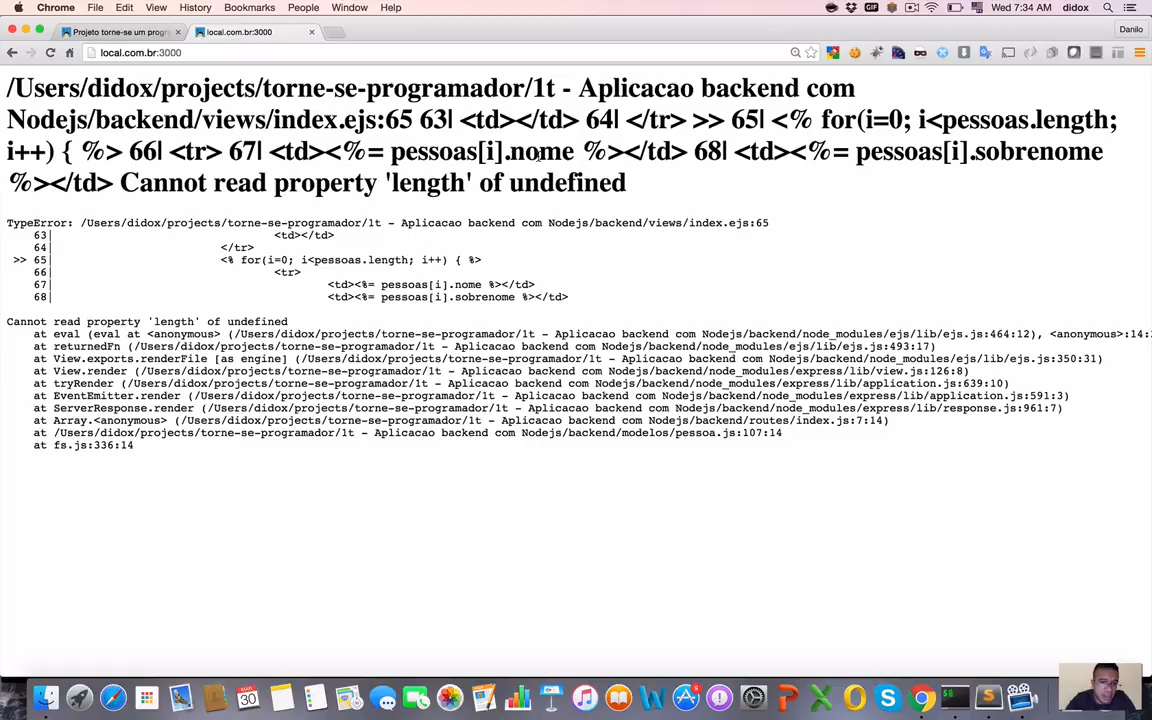 Chrome File Edit View History Bookmarks People Window Help GIF Wed 7:34 AM didox
Projeto torne-se um progr× local.com.br:3000 × Danilo
local.com.br:3000
/Users/didox/projects/torne-se-programador/1t - Aplicacao backend com
Nodejs/backend/views/index.ejs:65 63| <td></td> 64| </tr> >> 65| <% for(i=0; i<pessoas.length;
i++) { %> 66| <tr> 67| <td><%= pessoas[i].nome %></td> 68| <td><%= pessoas[i].sobrenome
%></td> Cannot read property 'length' of undefined
TypeError: /Users/didox/projects/torne-se-programador/1t - Aplicacao backend com Nodejs/backend/views/index.ejs:65
63| <td></td>
64| </tr>
>> 65| <% for(i=0; i<pessoas.length; i++) { %>
66| <tr>
67| <td><%= pessoas[i].nome %></td>
68| <td><%= pessoas[i].sobrenome %></td>
Cannot read property 'length' of undefined
at eval (eval at <anonymous> (/Users/didox/projects/torne-se-programador/1t - Aplicacao backend com Nodejs/backend/node_modules/ejs/lib/ejs.js:464:12), <anonymous>:14:
at returnedFn (/Users/didox/projects/torne-se-programador/1t - Aplicacao backend com Nodejs/backend/node_modules/ejs/lib/ejs.js:493:17)
at View.exports.renderFile [as engine] (/Users/didox/projects/torne-se-programador/1t - Aplicacao backend com Nodejs/backend/node_modules/ejs/lib/ejs.js:350:31)
at View.render (/Users/didox/projects/torne-se-programador/1t - Aplicacao backend com Nodejs/backend/node_modules/express/lib/view.js:126:8)
at tryRender (/Users/didox/projects/torne-se-programador/1t - Aplicacao backend com Nodejs/backend/node_modules/express/lib/application.js:639:10)
at EventEmitter.render (/Users/didox/projects/torne-se-programador/1t - Aplicacao backend com Nodejs/backend/node_modules/express/lib/application.js:591:3)
at ServerResponse.render (/Users/didox/projects/torne-se-programador/1t - Aplicacao backend com Nodejs/backend/node_modules/express/lib/response.js:961:7)
at Array.<anonymous> (/Users/didox/projects/torne-se-programador/1t - Aplicacao backend com Nodejs/backend/routes/index.js:7:14)
at /Users/didox/projects/torne-se-programador/1t - Aplicacao backend com Nodejs/backend/modelos/pessoa.js:107:14
at fs.js:336:14